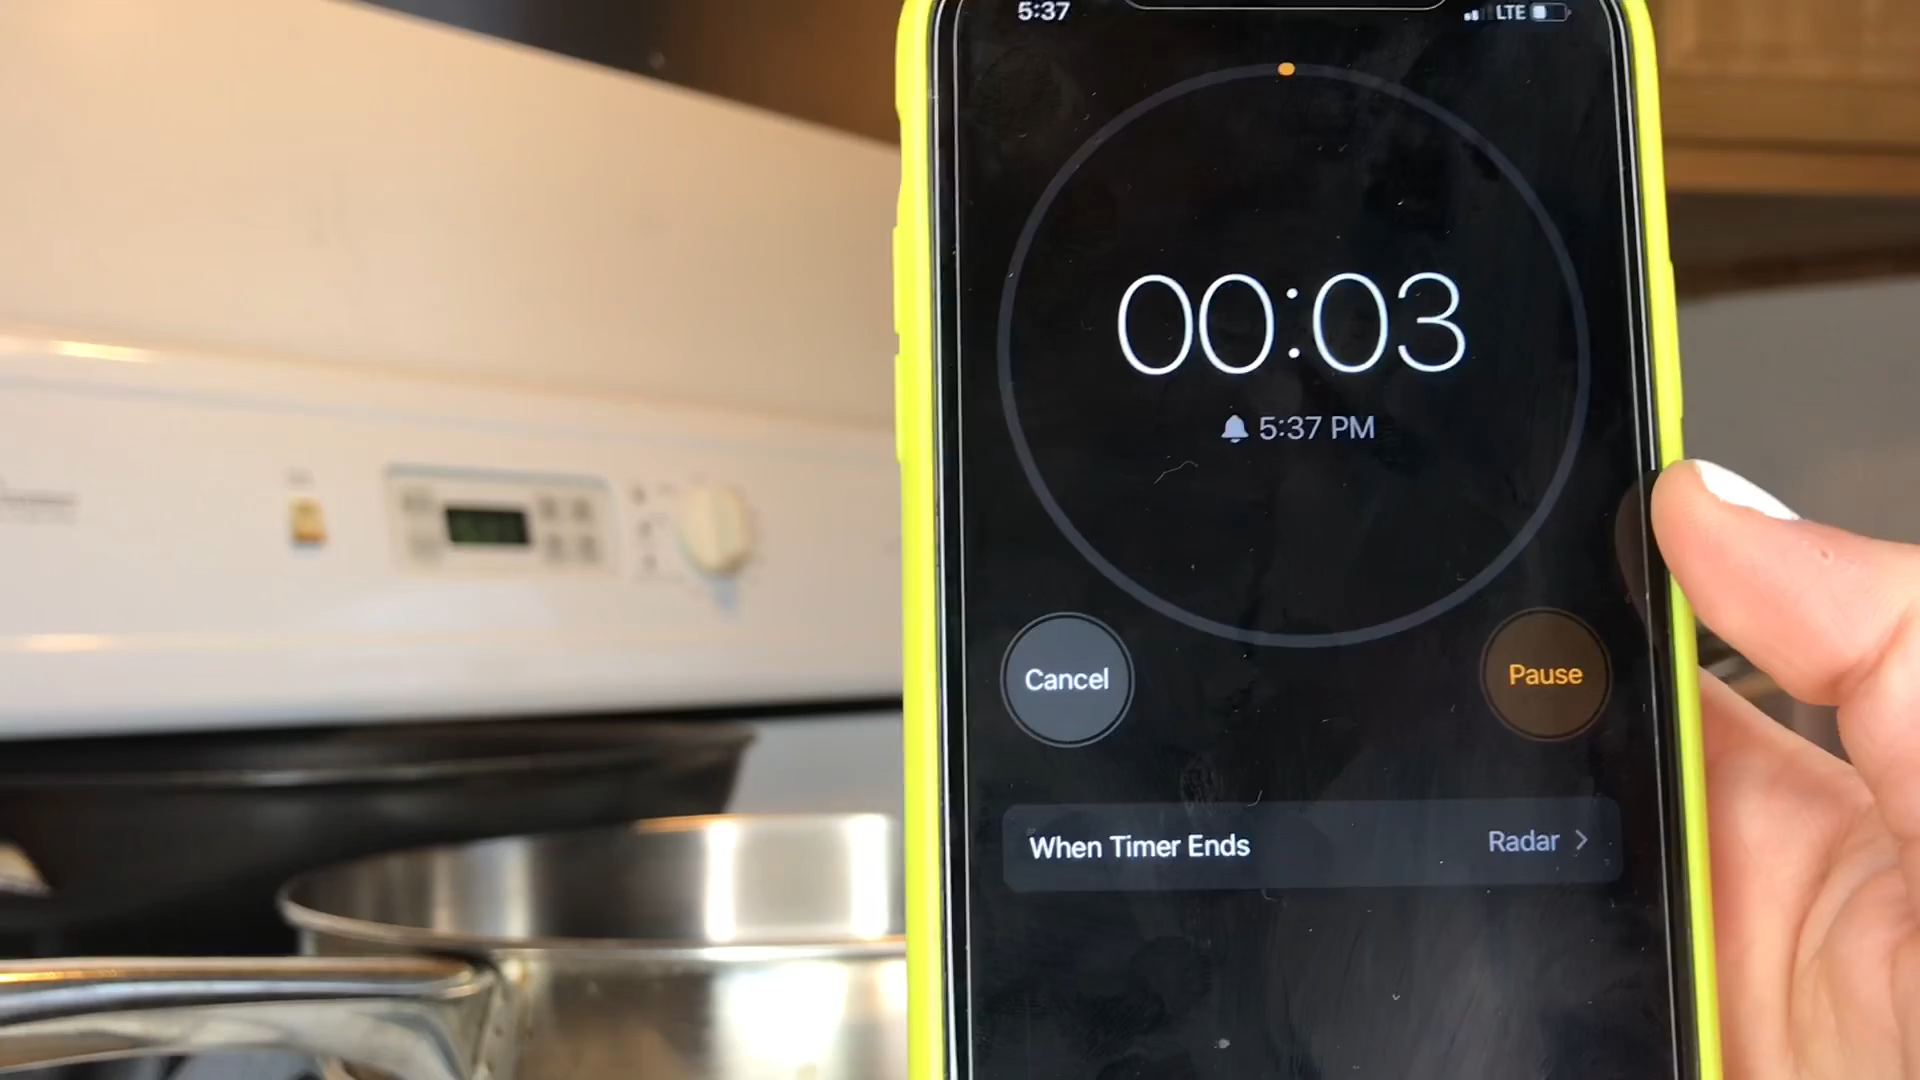 5:37 LTE
00:03
5:37 PM
Cancel Pause
When Timer Ends Radar